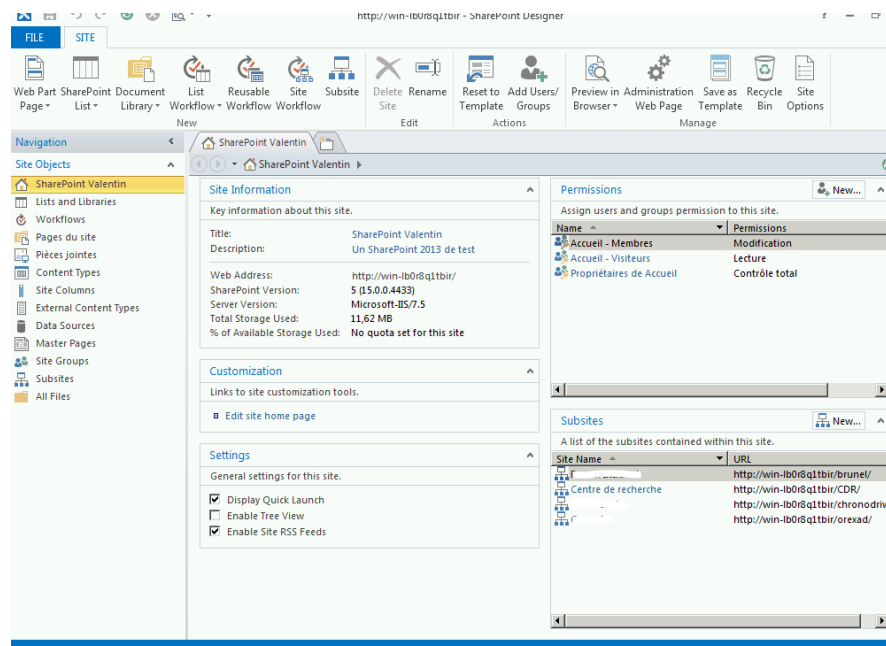 http://win-lb0r8q1tbir - SharePoint Designer
FILE SITE
Web Part Page
SharePoint List
Document Library
List Workflow
Reusable Workflow
Site Workflow
Subsite
Delete Site
Rename
Reset to Template
Add Users/ Groups
Preview in Browser
Administration Web Page
Save as Template
Recycle Bin
Site Options
New Edit Actions Manage
Navigation
Site Objects
SharePoint Valentin
Lists and Libraries
Workflows
Pages du site
Pièces jointes
Content Types
Site Columns
External Content Types
Data Sources
Master Pages
Site Groups
Subsites
All Files
SharePoint Valentin
SharePoint Valentin
Site Information
Key information about this site.
Title: SharePoint Valentin
Description: Un SharePoint 2013 de test
Web Address: http://win-lb0r8q1tbir/
SharePoint Version: 5 (15.0.0.4433)
Server Version: Microsoft-IIS/7.5
Total Storage Used: 11,62 MB
% of Available Storage Used: No quota set for this site
Customization
Links to site customization tools.
Edit site home page
Settings
General settings for this site.
Display Quick Launch
Enable Tree View
Enable Site RSS Feeds
Permissions New...
Assign users and groups permission to this site.
Name Permissions
Accueil - Membres Modification
Accueil - Visiteurs Lecture
Propriétaires de Accueil Contrôle total
Subsites New...
A list of the subsites contained within this site.
Site Name URL
http://win-lb0r8q1tbir/brunel/
Centre de recherche http://win-lb0r8q1tbir/CDR/
http://win-lb0r8q1tbir/chronodriv
http://win-lb0r8q1tbir/orexad/